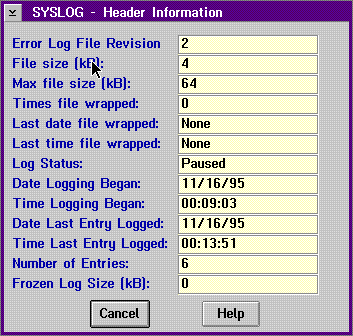 SYSLOG - Header Information
Error Log File Revision 2
File size (kB): 4
Max file size (kB): 64
Times file wrapped: 0
Last date file wrapped: None
Last time file wrapped: None
Log Status: Paused
Date Logging Began: 11/16/95
Time Logging Began: 00:09:03
Date Last Entry Logged: 11/16/95
Time Last Entry Logged: 00:13:51
Number of Entries: 6
Frozen Log Size (kB): 0
Cancel Help